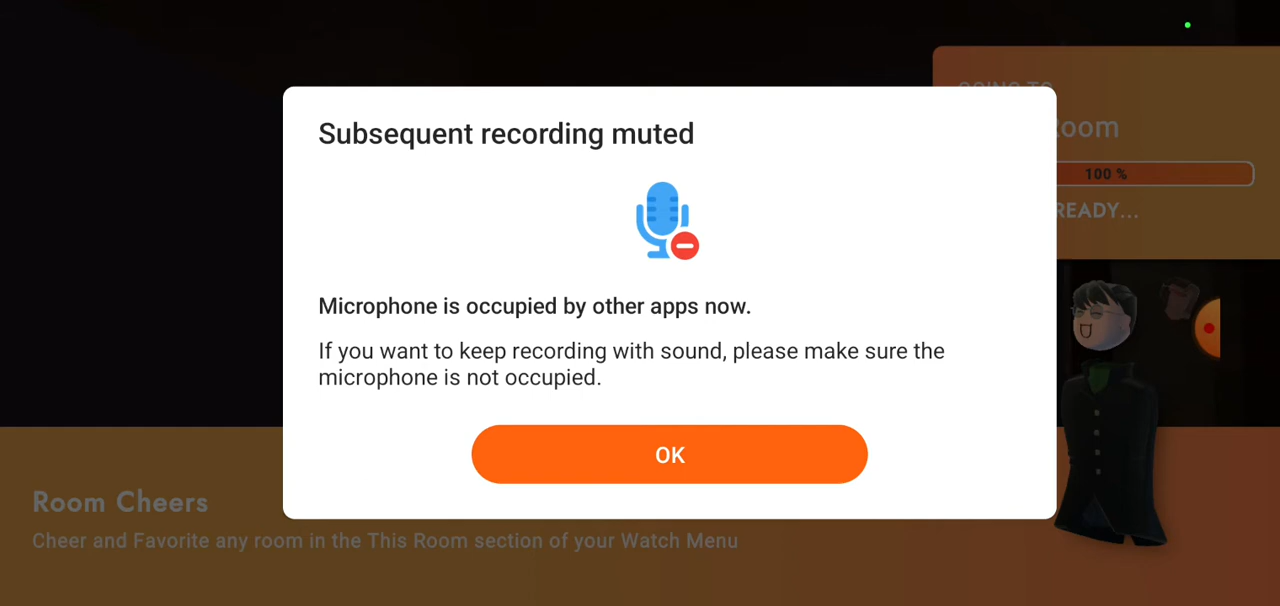 Subsequent recording muted
Microphone is occupied by other apps now.
If you want to keep recording with sound, please make sure the
microphone is not occupied.
OK
GOING TO
Room
100 %
READY...
Room Cheers
Cheer and Favorite any room in the This Room section of your Watch Menu